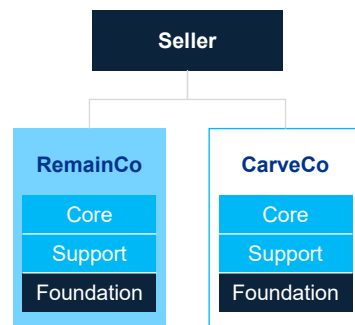 Seller
RemainCo
Core
Support
Foundation
CarveCo
Core
Support
Foundation